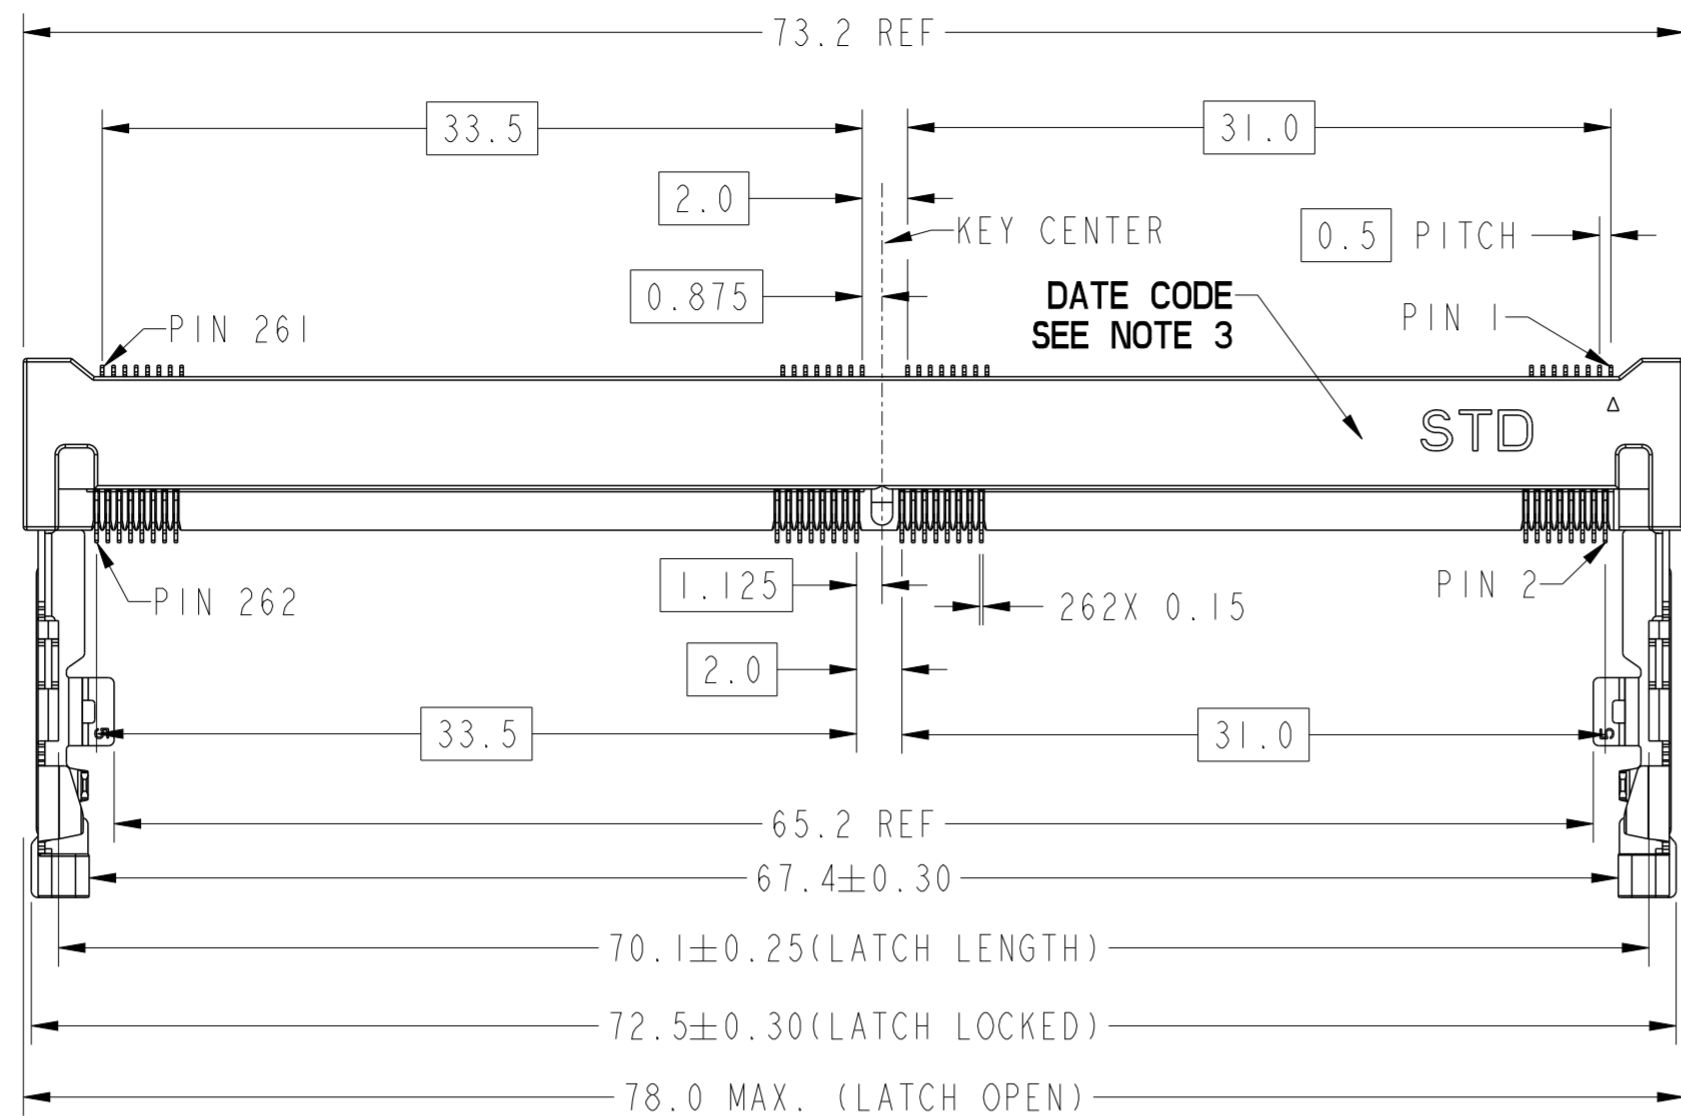 73.2 REF
33.5
31.0
2.0
KEY CENTER
0.5 PITCH
0.875
DATE CODE
SEE NOTE 3
PIN 261
PIN 1
STD
PIN 262
1.125
262X 0.15
PIN 2
2.0
33.5
31.0
5
5
65.2 REF
67.4±0.30
70.1±0.25(LATCH LENGTH)
72.5±0.30(LATCH LOCKED)
78.0 MAX. (LATCH OPEN)